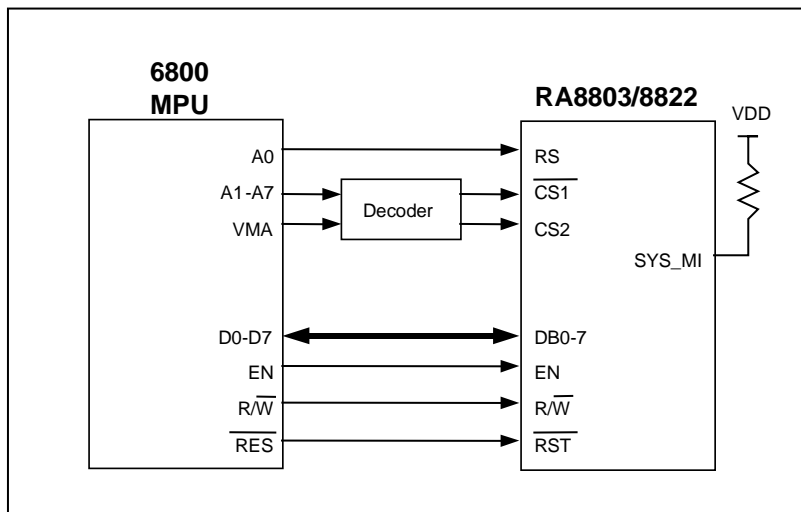 6800
MPU
RA8803/8822
VDD
A0
RS
A1-A7
Decoder
CS1
VMA
CS2
SYS_MI
D0-D7
DB0-7
EN
EN
R/W
R/W
RES
RST